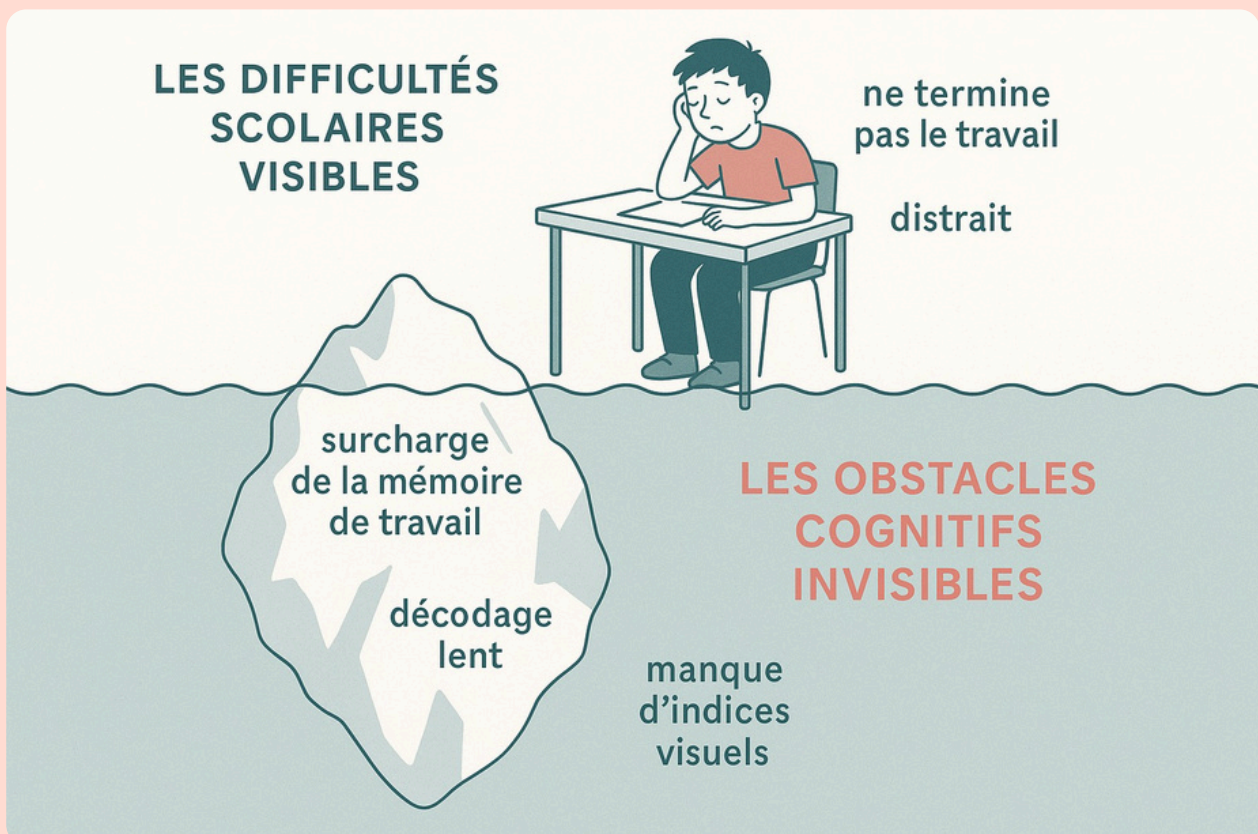 LES DIFFICULTÉS
SCOLAIRES
VISIBLES
ne termine
pas le travail
distrait
surcharge
de la mémoire
de travail
décodage
lent
LES OBSTACLES
COGNITIFS
INVISIBLES
manque
d’indices
visuels